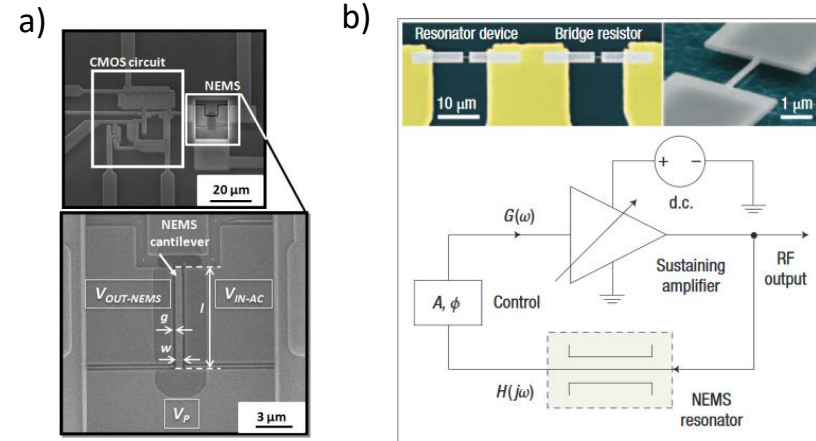 a)
CMOS circuit
NEMS
20 μm
NEMS
cantilever
V_OUT-NEMS
V_IN-AC
l
g
w
V_P
3 μm
b)
Resonator device
Bridge resistor
10 μm
1 μm
+ −
d.c.
G(ω)
Sustaining
amplifier
RF
output
A, ϕ
Control
H(jω)
NEMS
resonator